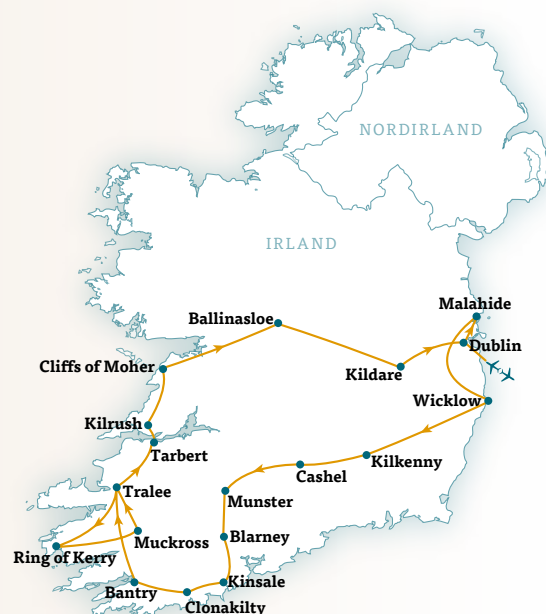 NORDIRLAND
IRLAND
Malahide
Ballinasloe
Dublin
Cliffs of Moher
Kildare
Wicklow
Kilrush
Tarbert
Kilkenny
Cashel
Tralee
Munster
Muckross
Blarney
Ring of Kerry
Bantry
Kinsale
Clonakilty